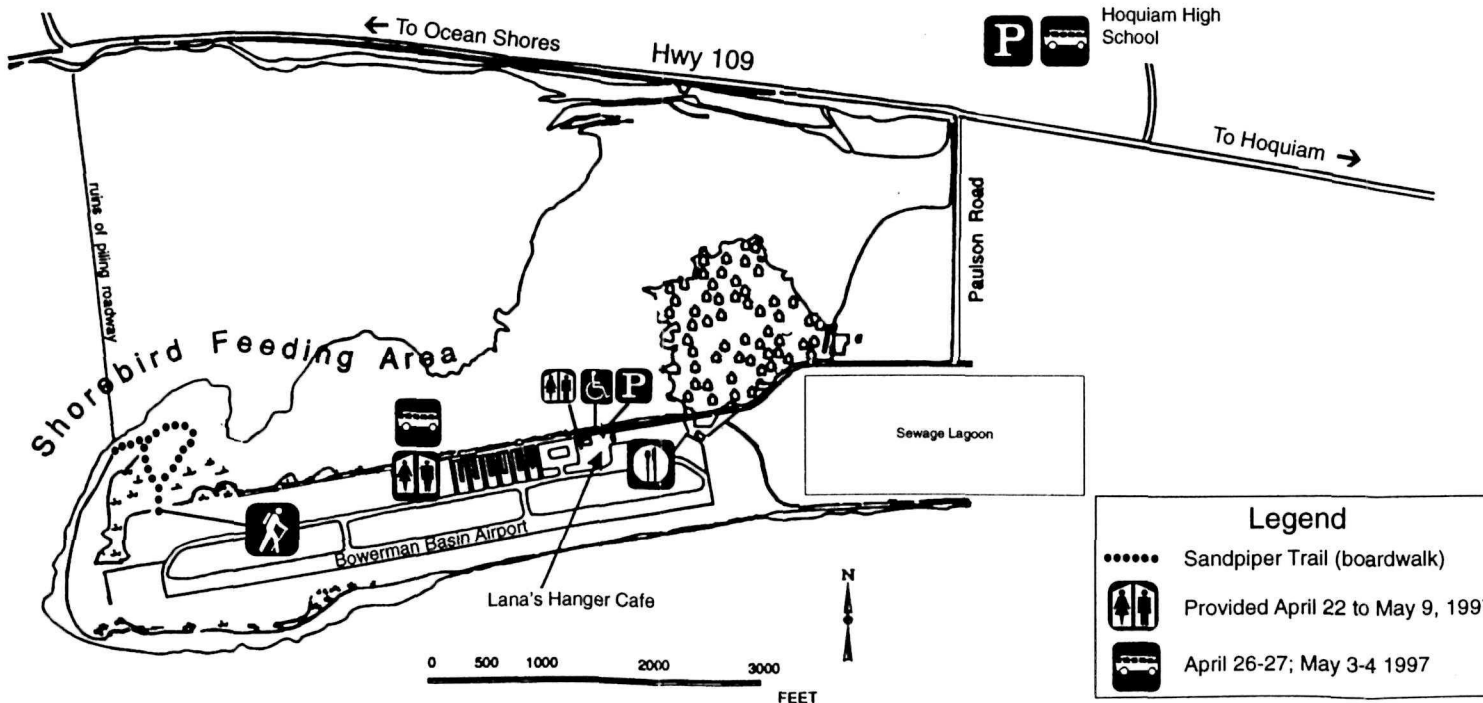 ← To Ocean Shores
Hwy 109
P
Hoquiam High
School
To Hoquiam →
ruins of piling roadway
Paulson Road
Shorebird Feeding Area
P
Sewage Lagoon
Bowerman Basin Airport
Lana's Hanger Cafe
N
0 500 1000 2000 3000
FEET
Legend
Sandpiper Trail (boardwalk)
Provided April 22 to May 9, 199
April 26-27; May 3-4 1997